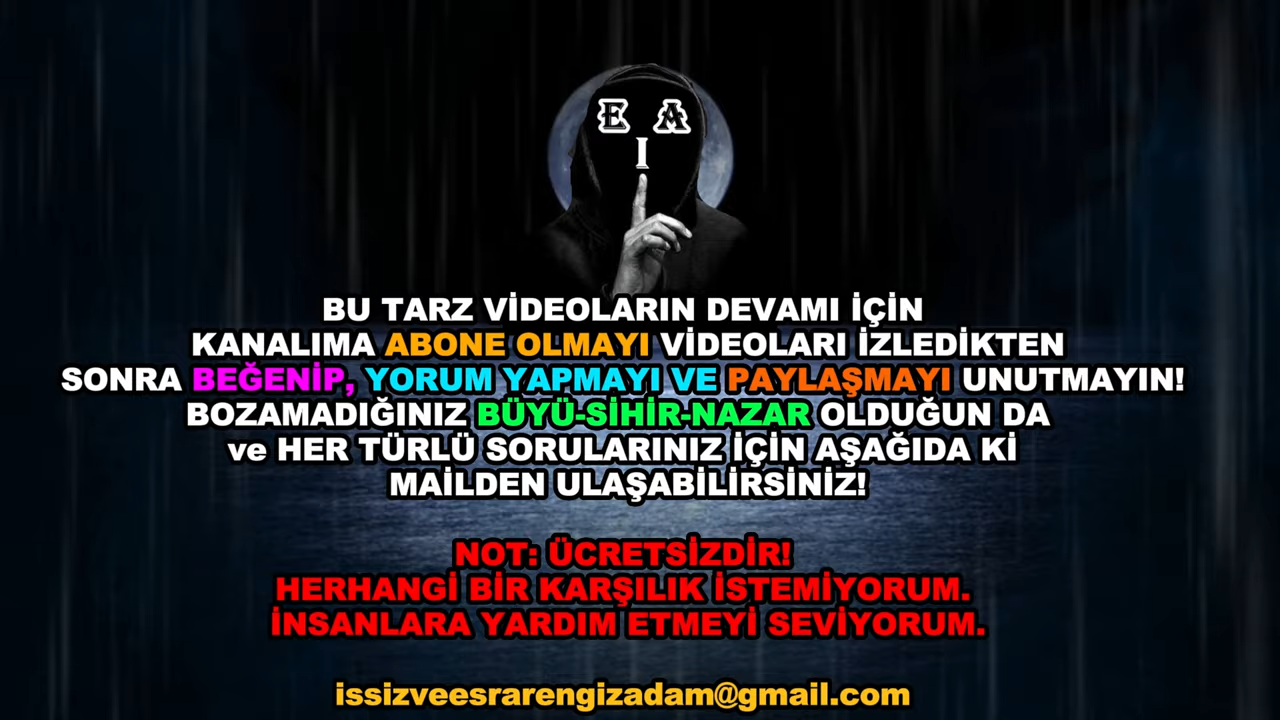 E A
I
BU TARZ VİDEOLARIN DEVAMI İÇİN
KANALIMA ABONE OLMAYI VİDEOLARI İZLEDİKTEN
SONRA BEĞENİP, YORUM YAPMAYI VE PAYLAŞMAYI UNUTMAYIN!
BOZAMADIĞINIZ BÜYÜ-SİHİR-NAZAR OLDUĞUN DA
ve HER TÜRLÜ SORULARINIZ İÇİN AŞAĞIDA Kİ
MAİLDEN ULAŞABİLİRSİNİZ!
NOT: ÜCRETSİZDİR!
HERHANGİ BİR KARŞILIK İSTEMİYORUM.
İNSANLARA YARDIM ETMEYİ SEVİYORUM.
issizveesrarengizadam@gmail.com